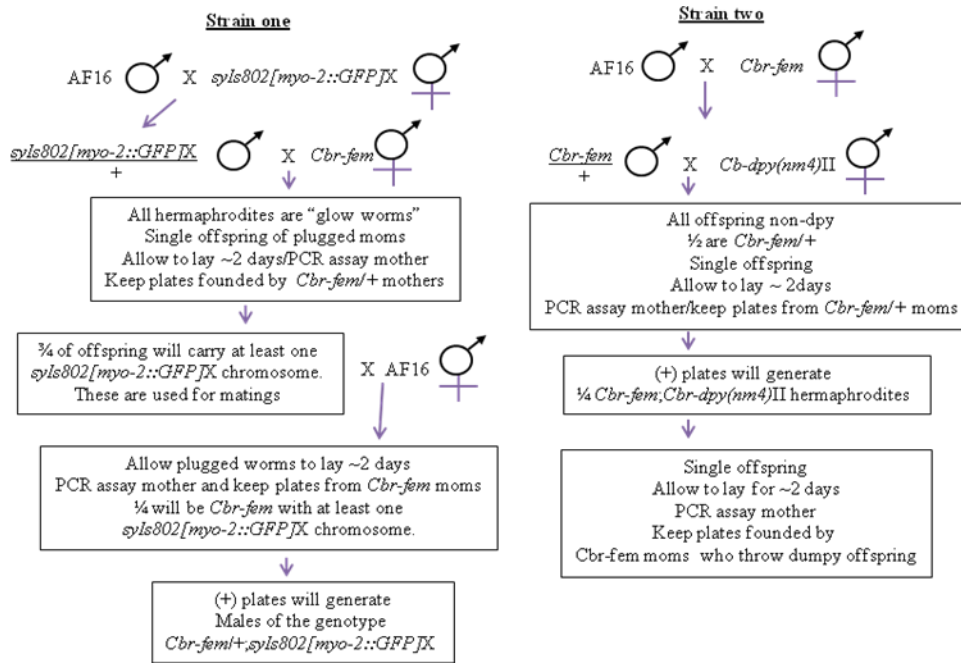 Strain one
AF16 X syIs802[myo-2::GFP]X
syIs802[myo-2::GFP]X
+
X Cbr-fem
All hermaphrodites are “glow worms”
Single offspring of plugged moms
Allow to lay ~2 days/PCR assay mother
Keep plates founded by Cbr-fem/+ mothers
¾ of offspring will carry at least one
syIs802[myo-2::GFP]X chromosome.
These are used for matings
X AF16
Allow plugged worms to lay ~2 days
PCR assay mother and keep plates from Cbr-fem moms
¼ will be Cbr-fem with at least one
syIs802[myo-2::GFP]X chromosome.
(+) plates will generate
Males of the genotype
Cbr-fem/+;syIs802[myo-2::GFP]X
Strain two
AF16 X Cbr-fem
Cbr-fem
+
X Cb-dpy(nm4)II
All offspring non-dpy
½ are Cbr-fem/+
Single offspring
Allow to lay ~ 2days
PCR assay mother/keep plates from Cbr-fem/+ moms
(+) plates will generate
¼ Cbr-fem;Cbr-dpy(nm4)II hermaphrodites
Single offspring
Allow to lay for ~2 days
PCR assay mother
Keep plates founded by
Cbr-fem moms who throw dumpy offspring